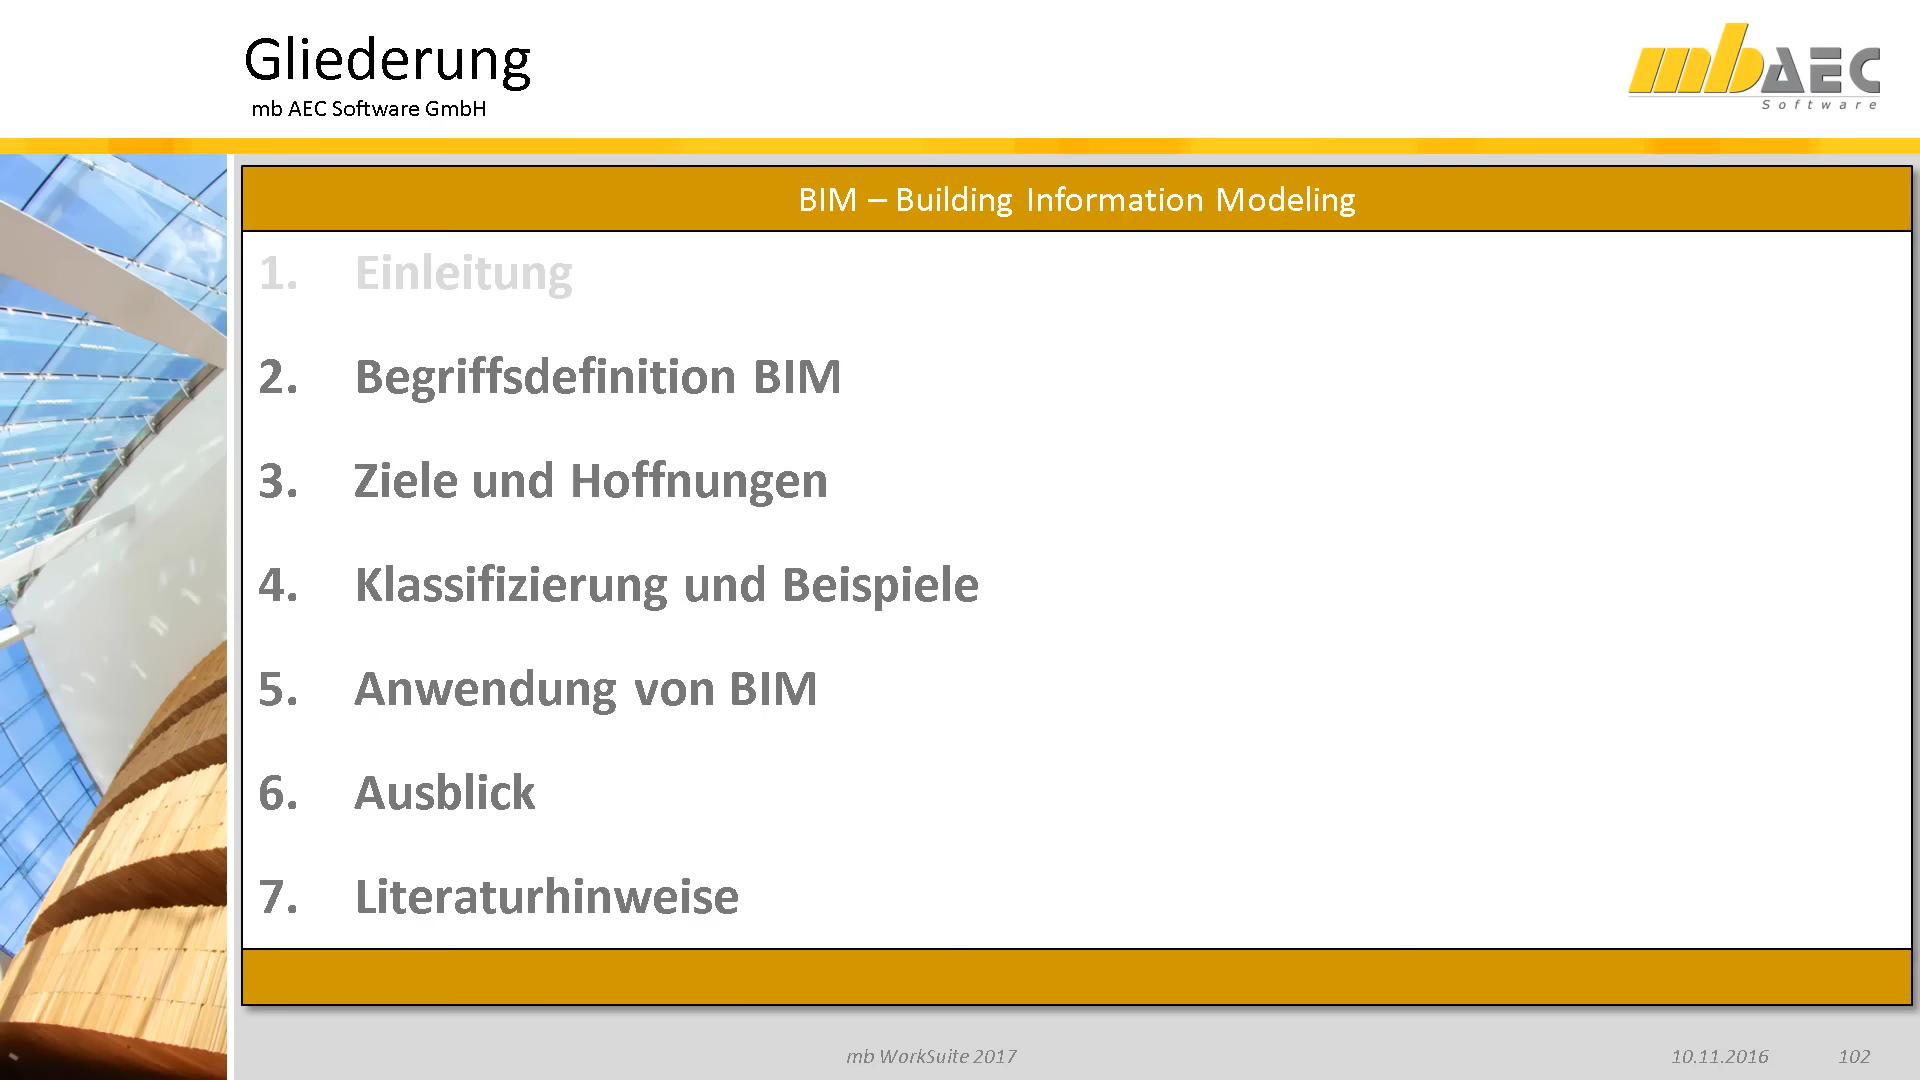 Gliederung
mb AEC Software GmbH
mb AEC
Software
BIM – Building Information Modeling
1. Einleitung
2. Begriffsdefinition BIM
3. Ziele und Hoffnungen
4. Klassifizierung und Beispiele
5. Anwendung von BIM
6. Ausblick
7. Literaturhinweise
mb WorkSuite 2017 10.11.2016 102